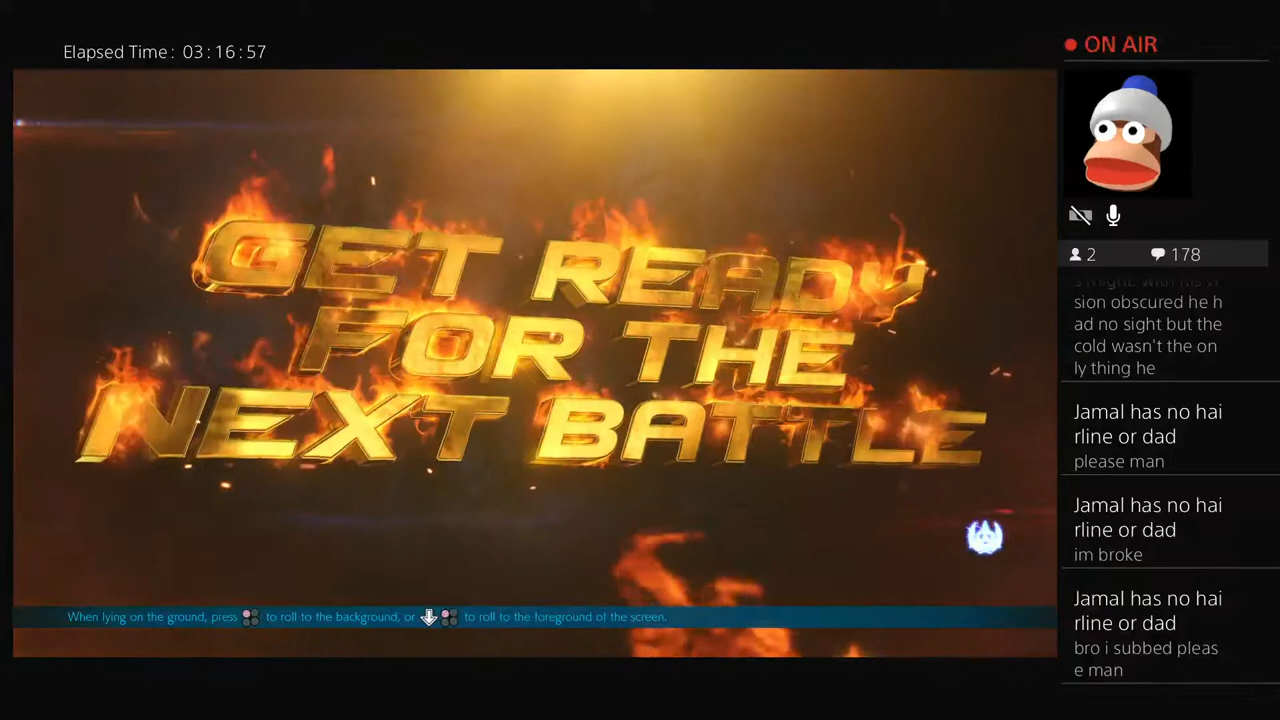 Elapsed Time: 03:16:57
ON AIR
GET READY
FOR THE
NEXT BATTLE
When lying on the ground, press to roll to the background, or to roll to the foreground of the screen.
2 178
sion obscured he h
ad no sight but the
cold wasn't the on
ly thing he
Jamal has no hai
rline or dad
please man
Jamal has no hai
rline or dad
im broke
Jamal has no hai
rline or dad
bro i subbed pleas
e man